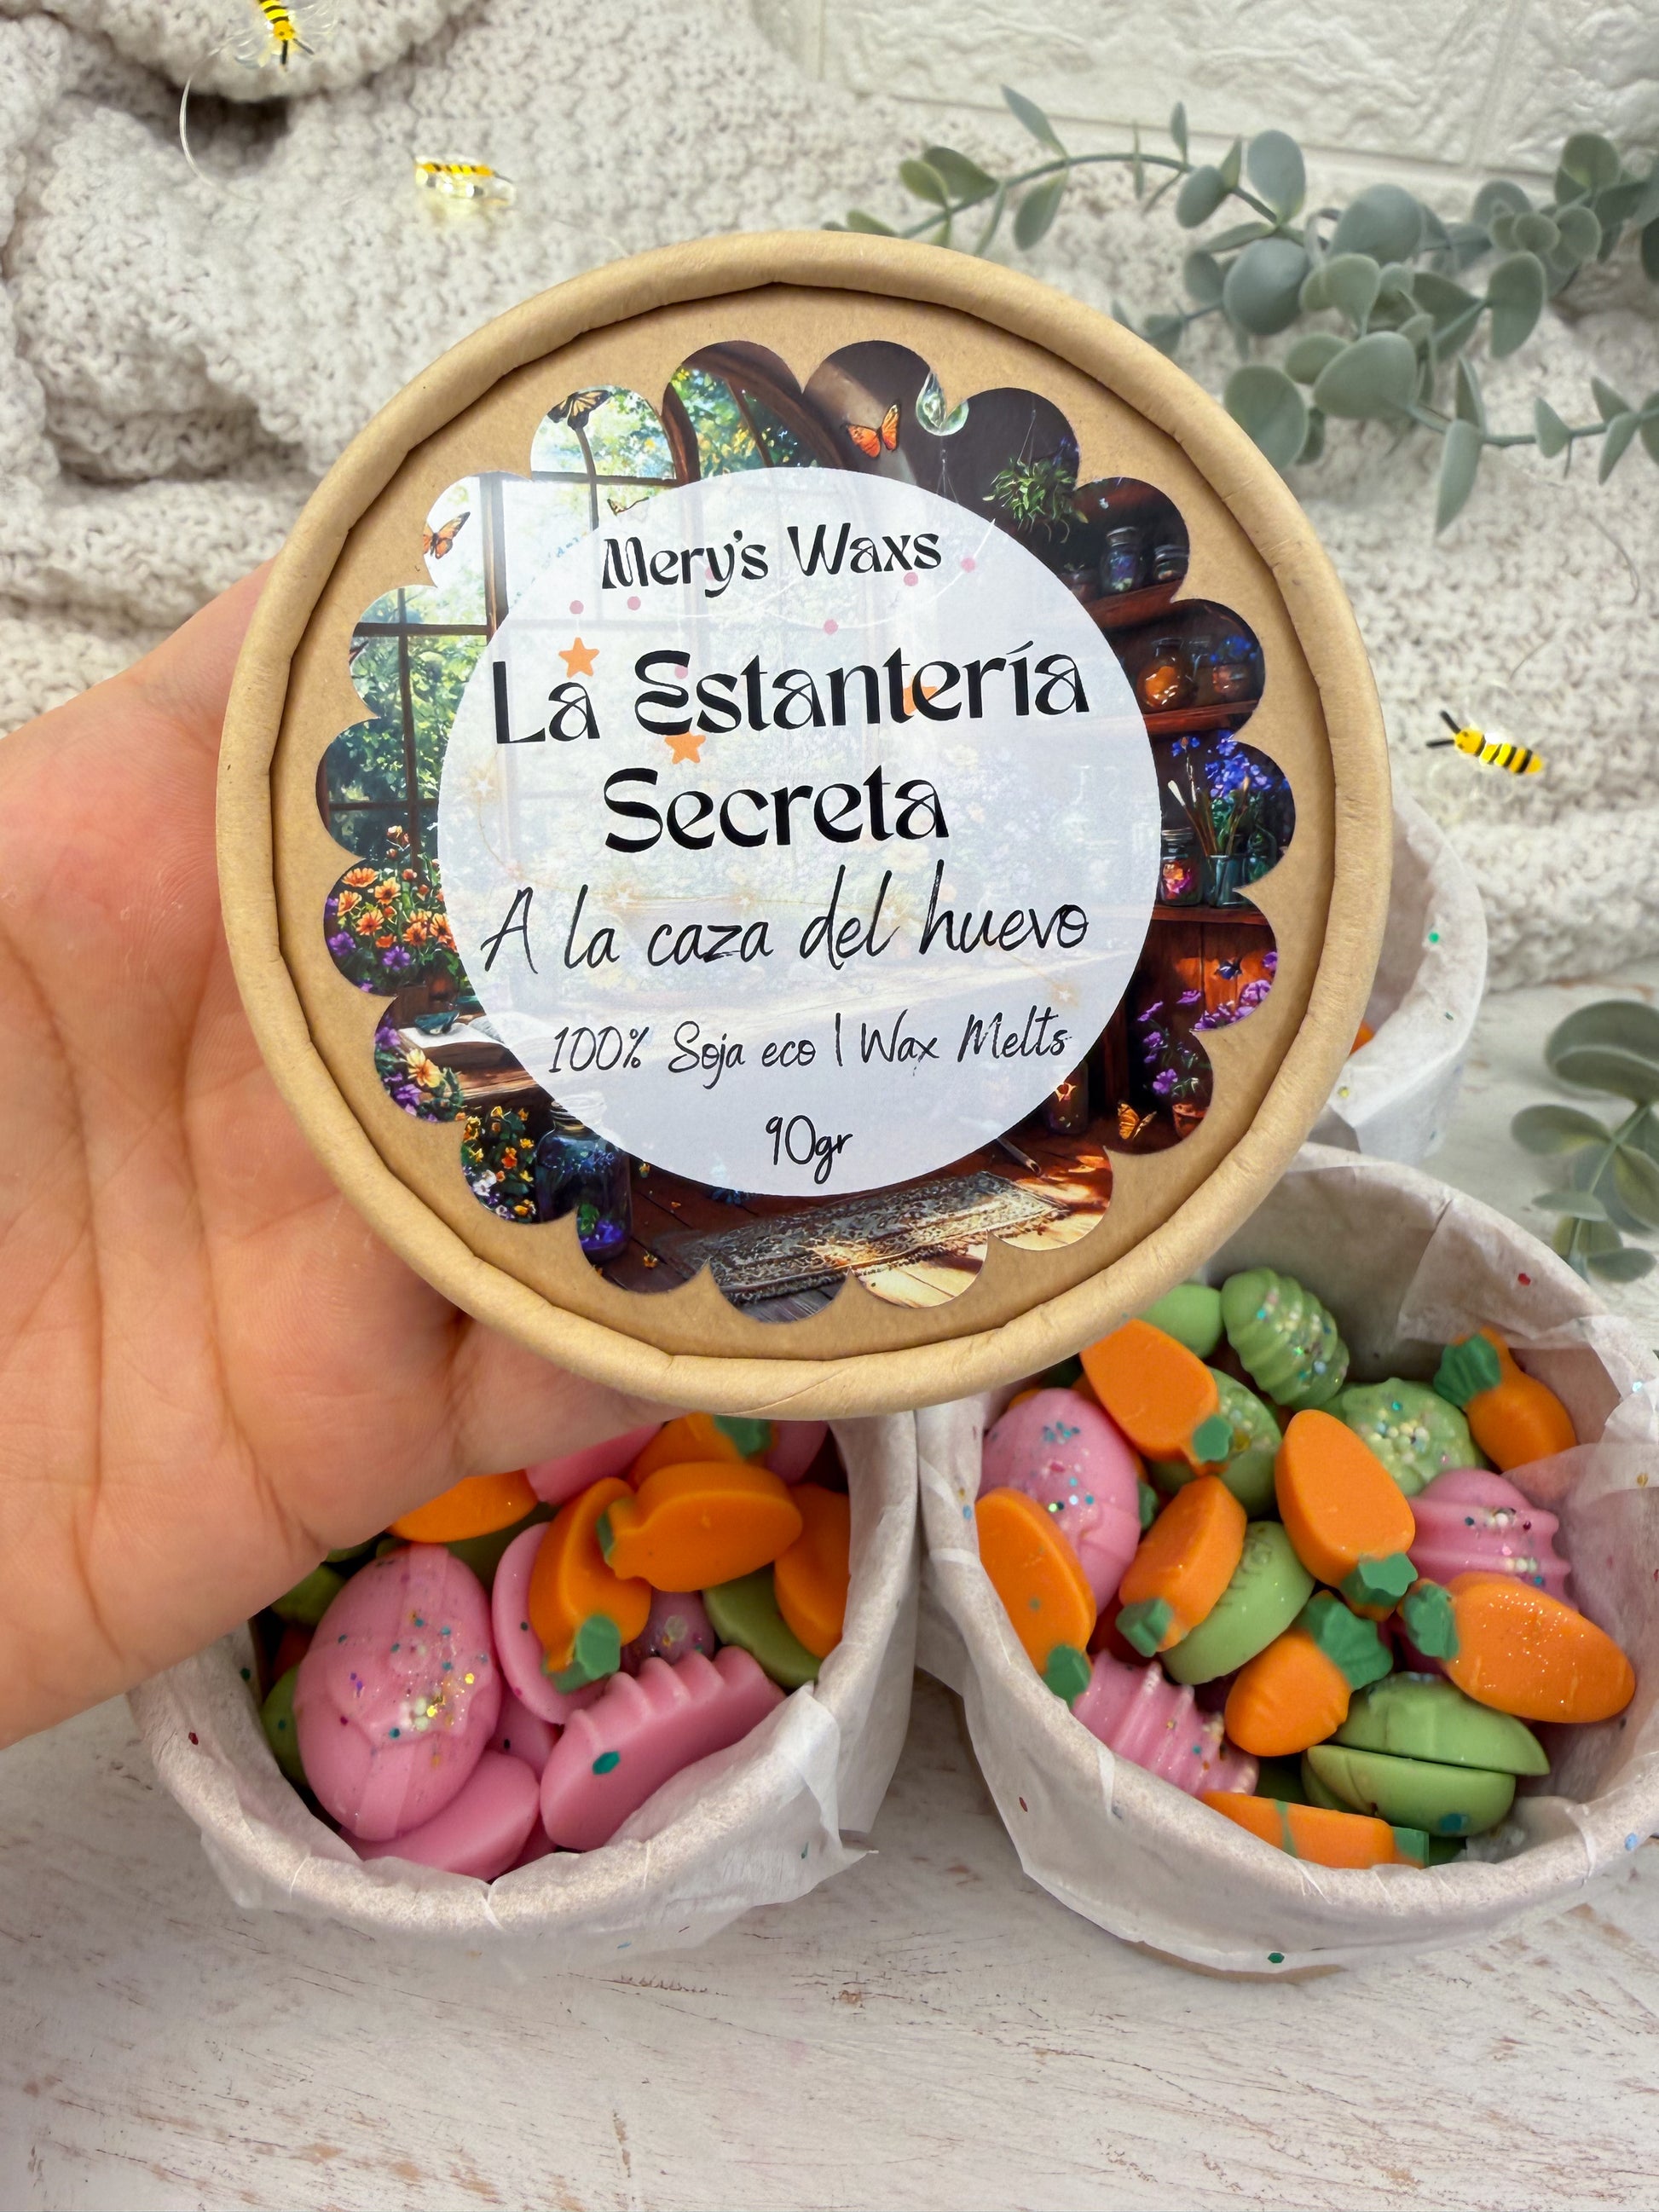 Mery's Waxs
La Estantería
Secreta
A la caza del huevo
100% Soja eco | Wax Melts
90gr